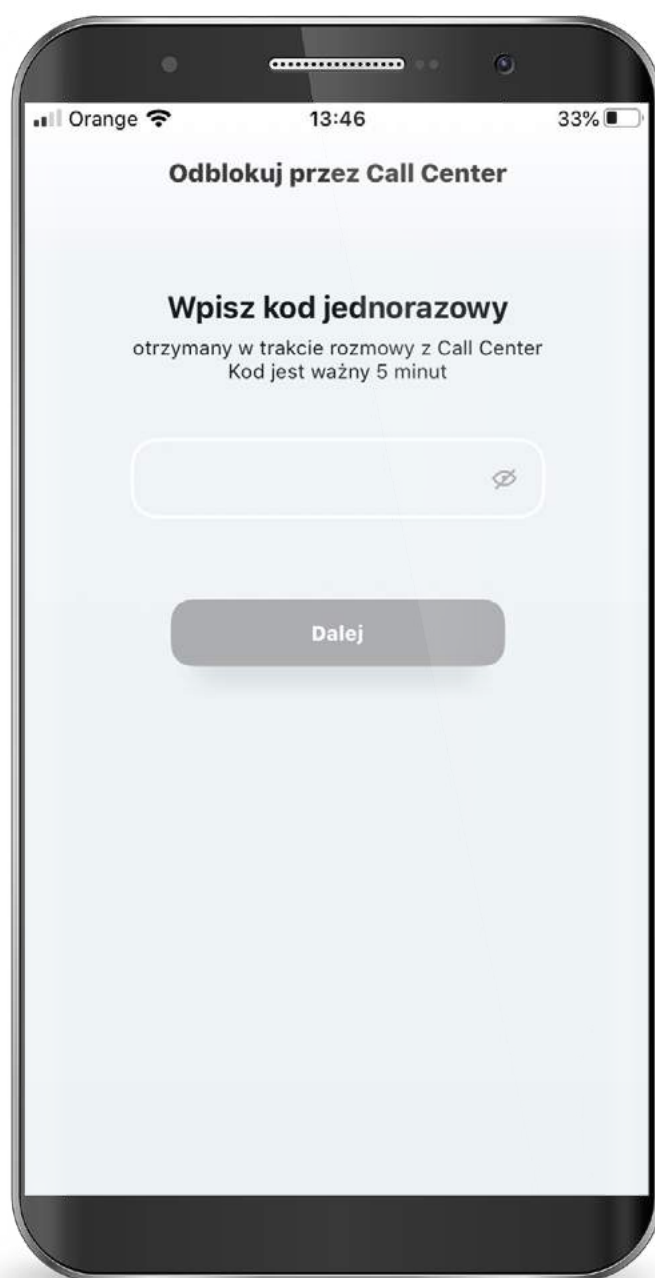 Orange 13:46 33%
Odblokuj przez Call Center
Wpisz kod jednorazowy
otrzymany w trakcie rozmowy z Call Center
Kod jest ważny 5 minut
Dalej